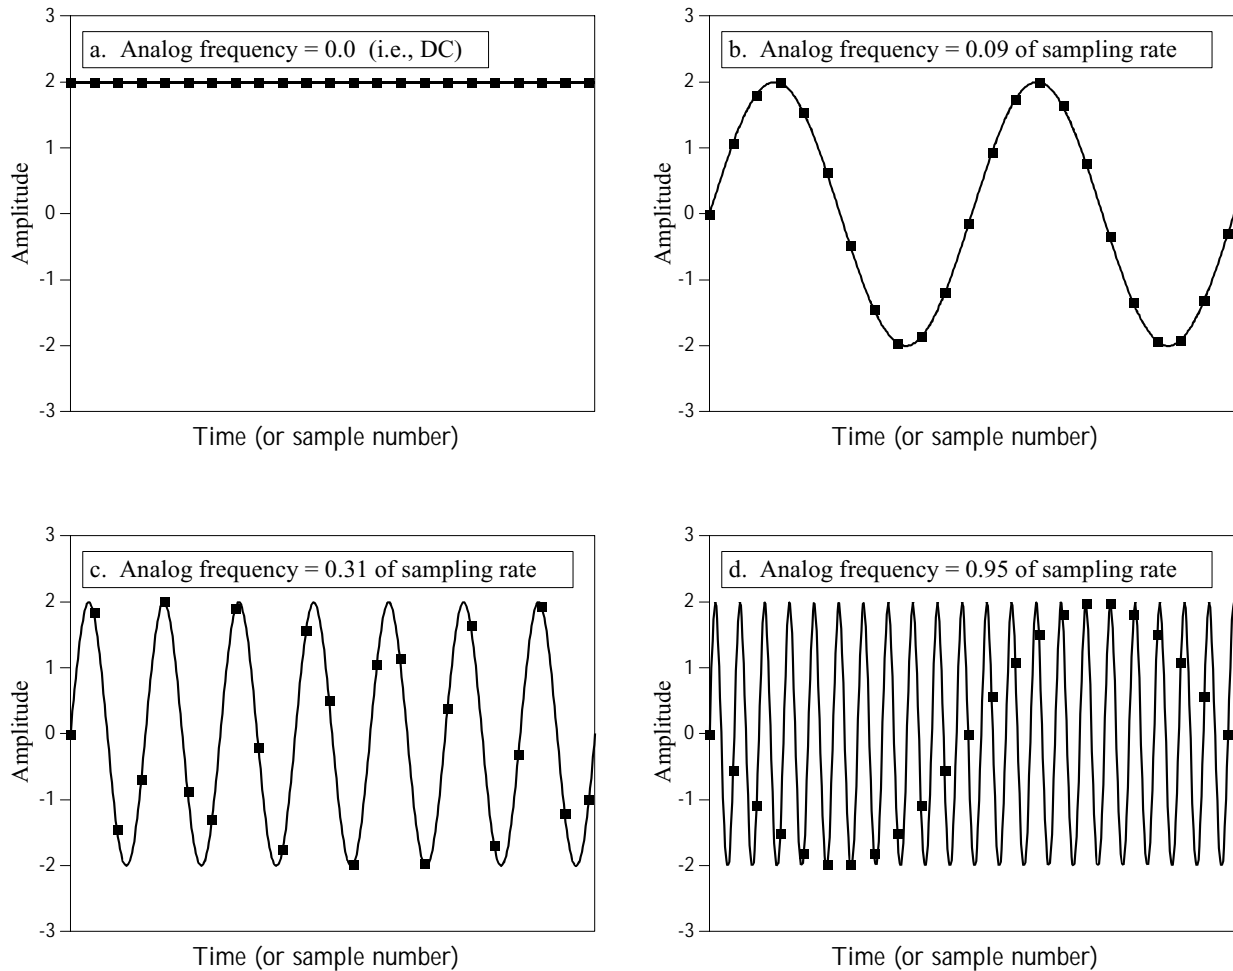 3
a. Analog frequency = 0.0 (i.e., DC)
2
1
0
-1
-2
-3
Amplitude
Time (or sample number)
3
b. Analog frequency = 0.09 of sampling rate
2
1
0
-1
-2
-3
Amplitude
Time (or sample number)
3
c. Analog frequency = 0.31 of sampling rate
2
1
0
-1
-2
-3
Amplitude
Time (or sample number)
3
d. Analog frequency = 0.95 of sampling rate
2
1
0
-1
-2
-3
Amplitude
Time (or sample number)